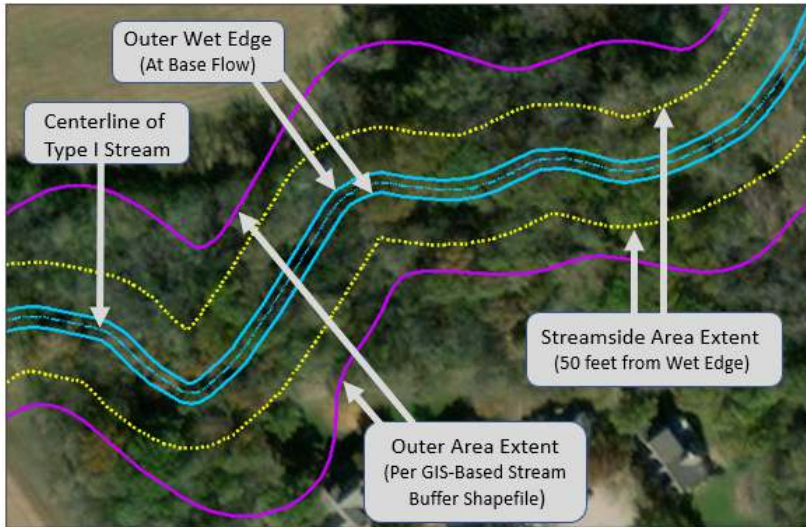 Outer Wet Edge
(At Base Flow)
Centerline of
Type I Stream
Streamside Area Extent
(50 feet from Wet Edge)
Outer Area Extent
(Per GIS-Based Stream
Buffer Shapefile)